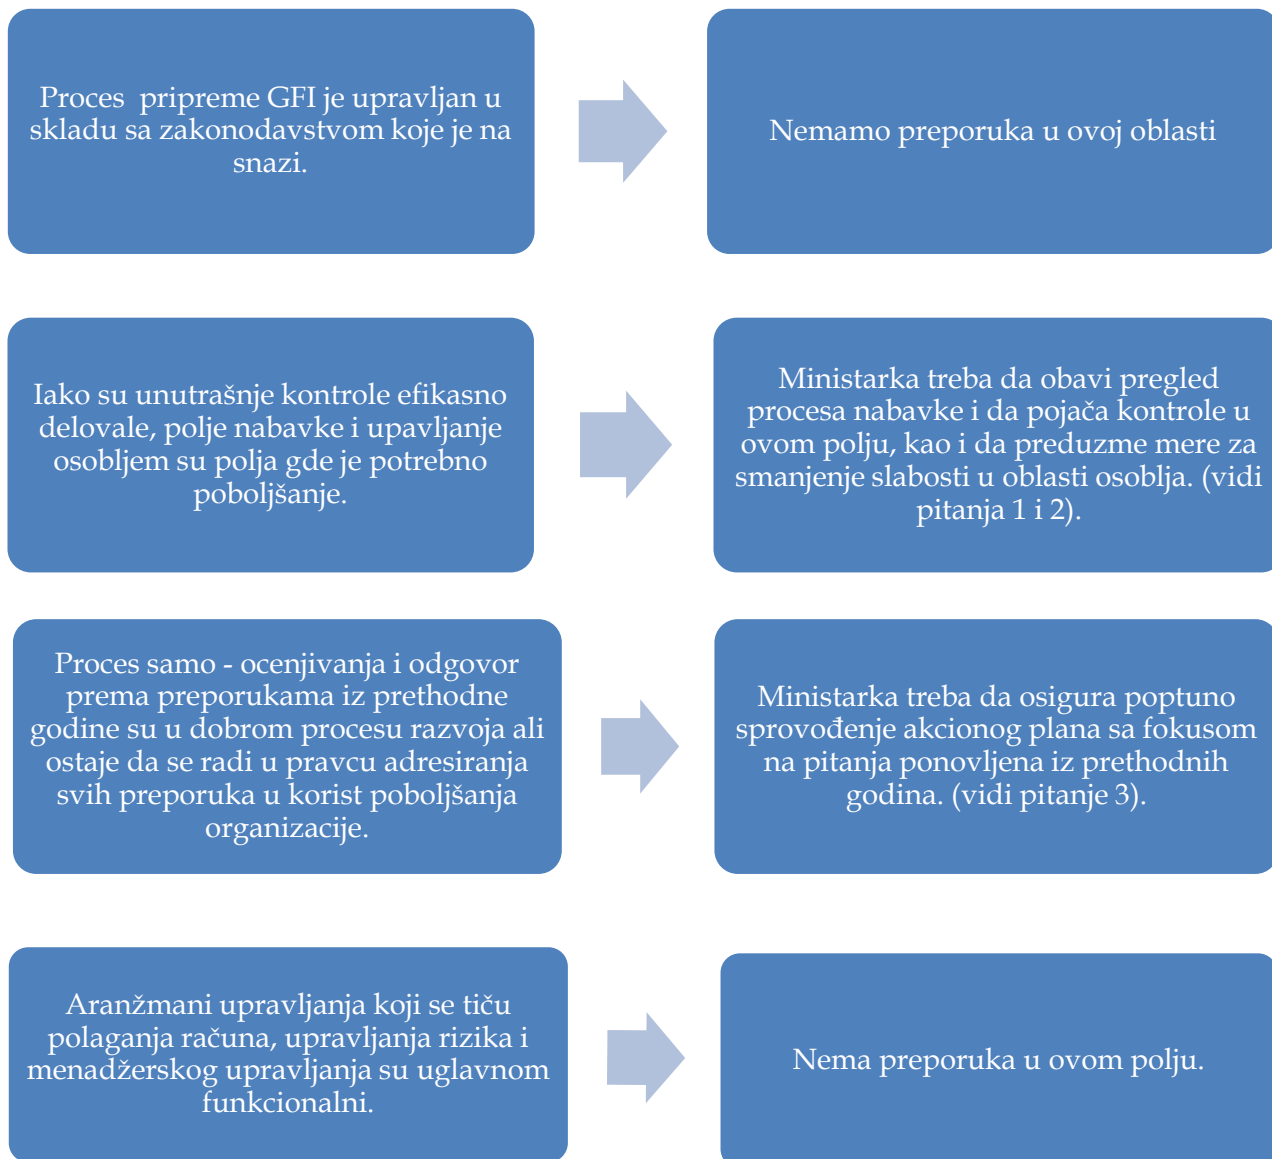 Proces  pripreme GFI je upravljan u
skladu sa zakonodavstvom koje je na
snazi.
Nemamo preporuka u ovoj oblasti
Iako su unutrašnje kontrole efikasno
delovale, polje nabavke i upavljanje
osobljem su polja gde je potrebno
poboljšanje.
Ministarka treba da obavi pregled
procesa nabavke i da pojača kontrole u
ovom polju, kao i da preduzme mere za
smanjenje slabosti u oblasti osoblja. (vidi
pitanja 1 i 2).
Proces samo - ocenjivanja i odgovor
prema preporukama iz prethodne
godine su u dobrom procesu razvoja ali
ostaje da se radi u pravcu adresiranja
svih preporuka u korist poboljšanja
organizacije.
Ministarka treba da osigura poptuno
sprovođenje akcionog plana sa fokusom
na pitanja ponovljena iz prethodnih
godina. (vidi pitanje 3).
Aranžmani upravljanja koji se tiču
polaganja računa, upravljanja rizika i
menadžerskog upravljanja su uglavnom
funkcionalni.
Nema preporuka u ovom polju.